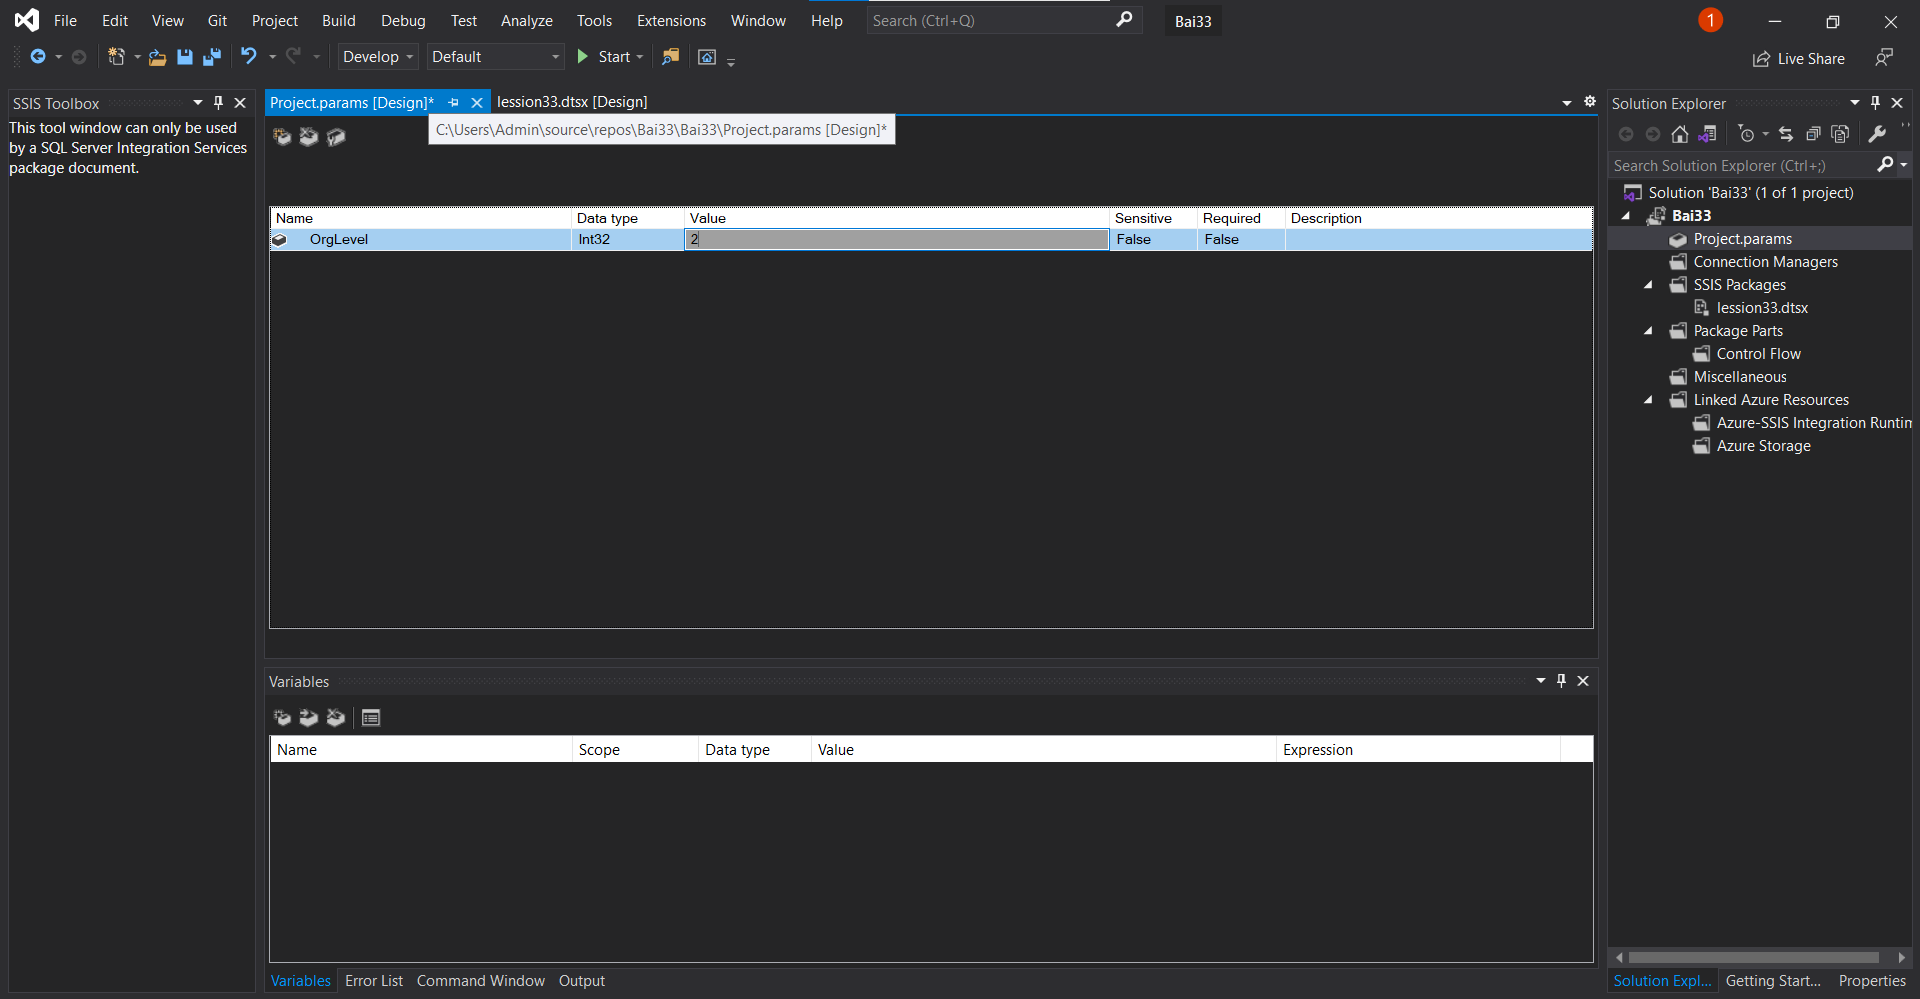 File Edit View Git Project Build Debug Test Analyze Tools Extensions Window Help Search (Ctrl+Q) Bai33 1
Develop Default Start Live Share
SSIS Toolbox
This tool window can only be used
by a SQL Server Integration Services
package document.
Project.params [Design]* lession33.dtsx [Design]
C:\Users\Admin\source\repos\Bai33\Bai33\Project.params [Design]*
Name Data type Value Sensitive Required Description
OrgLevel Int32 2 False False
Variables
Name Scope Data type Value Expression
Variables Error List Command Window Output
Solution Explorer
Search Solution Explorer (Ctrl+;)
Solution 'Bai33' (1 of 1 project)
Bai33
Project.params
Connection Managers
SSIS Packages
lession33.dtsx
Package Parts
Control Flow
Miscellaneous
Linked Azure Resources
Azure-SSIS Integration Runtim
Azure Storage
Solution Expl... Getting Start... Properties